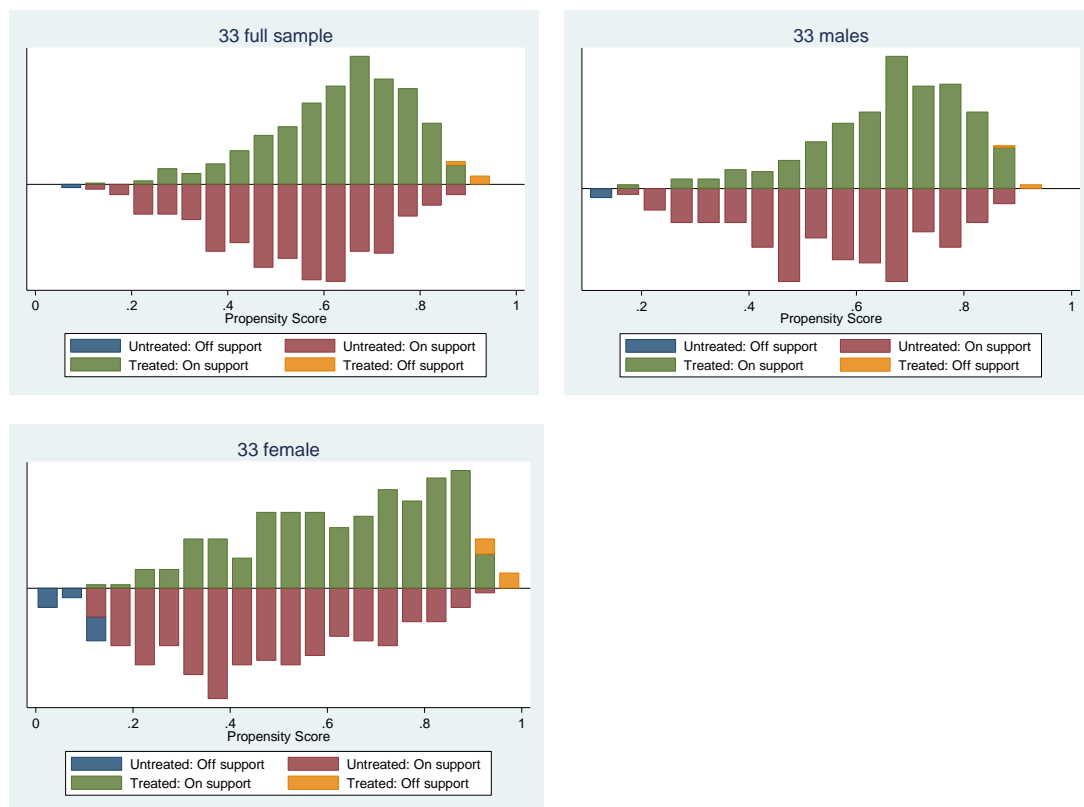 33 full sample
0 .2 .4 .6 .8 1
Propensity Score
Untreated: Off support Untreated: On support
Treated: On support Treated: Off support
33 males
.2 .4 .6 .8 1
Propensity Score
Untreated: Off support Untreated: On support
Treated: On support Treated: Off support
33 female
0 .2 .4 .6 .8 1
Propensity Score
Untreated: Off support Untreated: On support
Treated: On support Treated: Off support